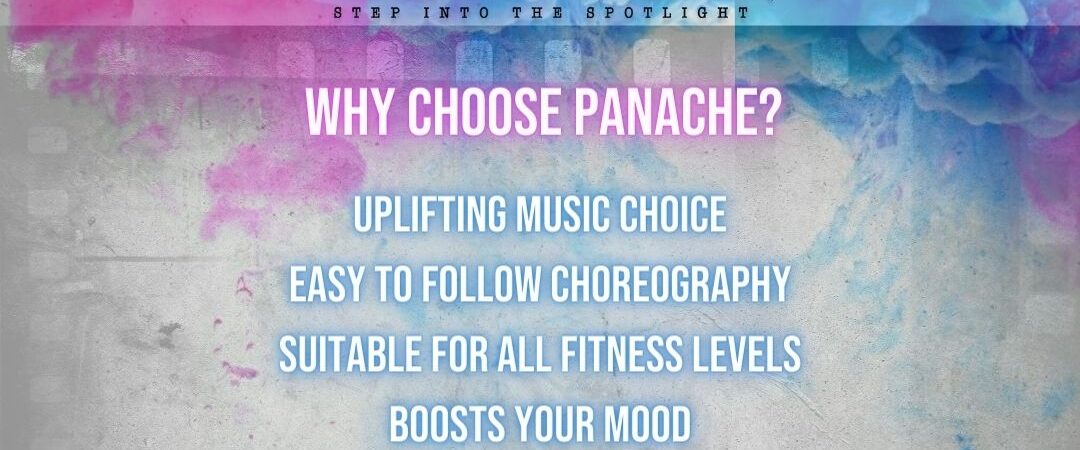 STEP INTO THE SPOTLIGHT
WHY CHOOSE PANACHE?
UPLIFTING MUSIC CHOICE
EASY TO FOLLOW CHOREOGRAPHY
SUITABLE FOR ALL FITNESS LEVELS
BOOSTS YOUR MOOD